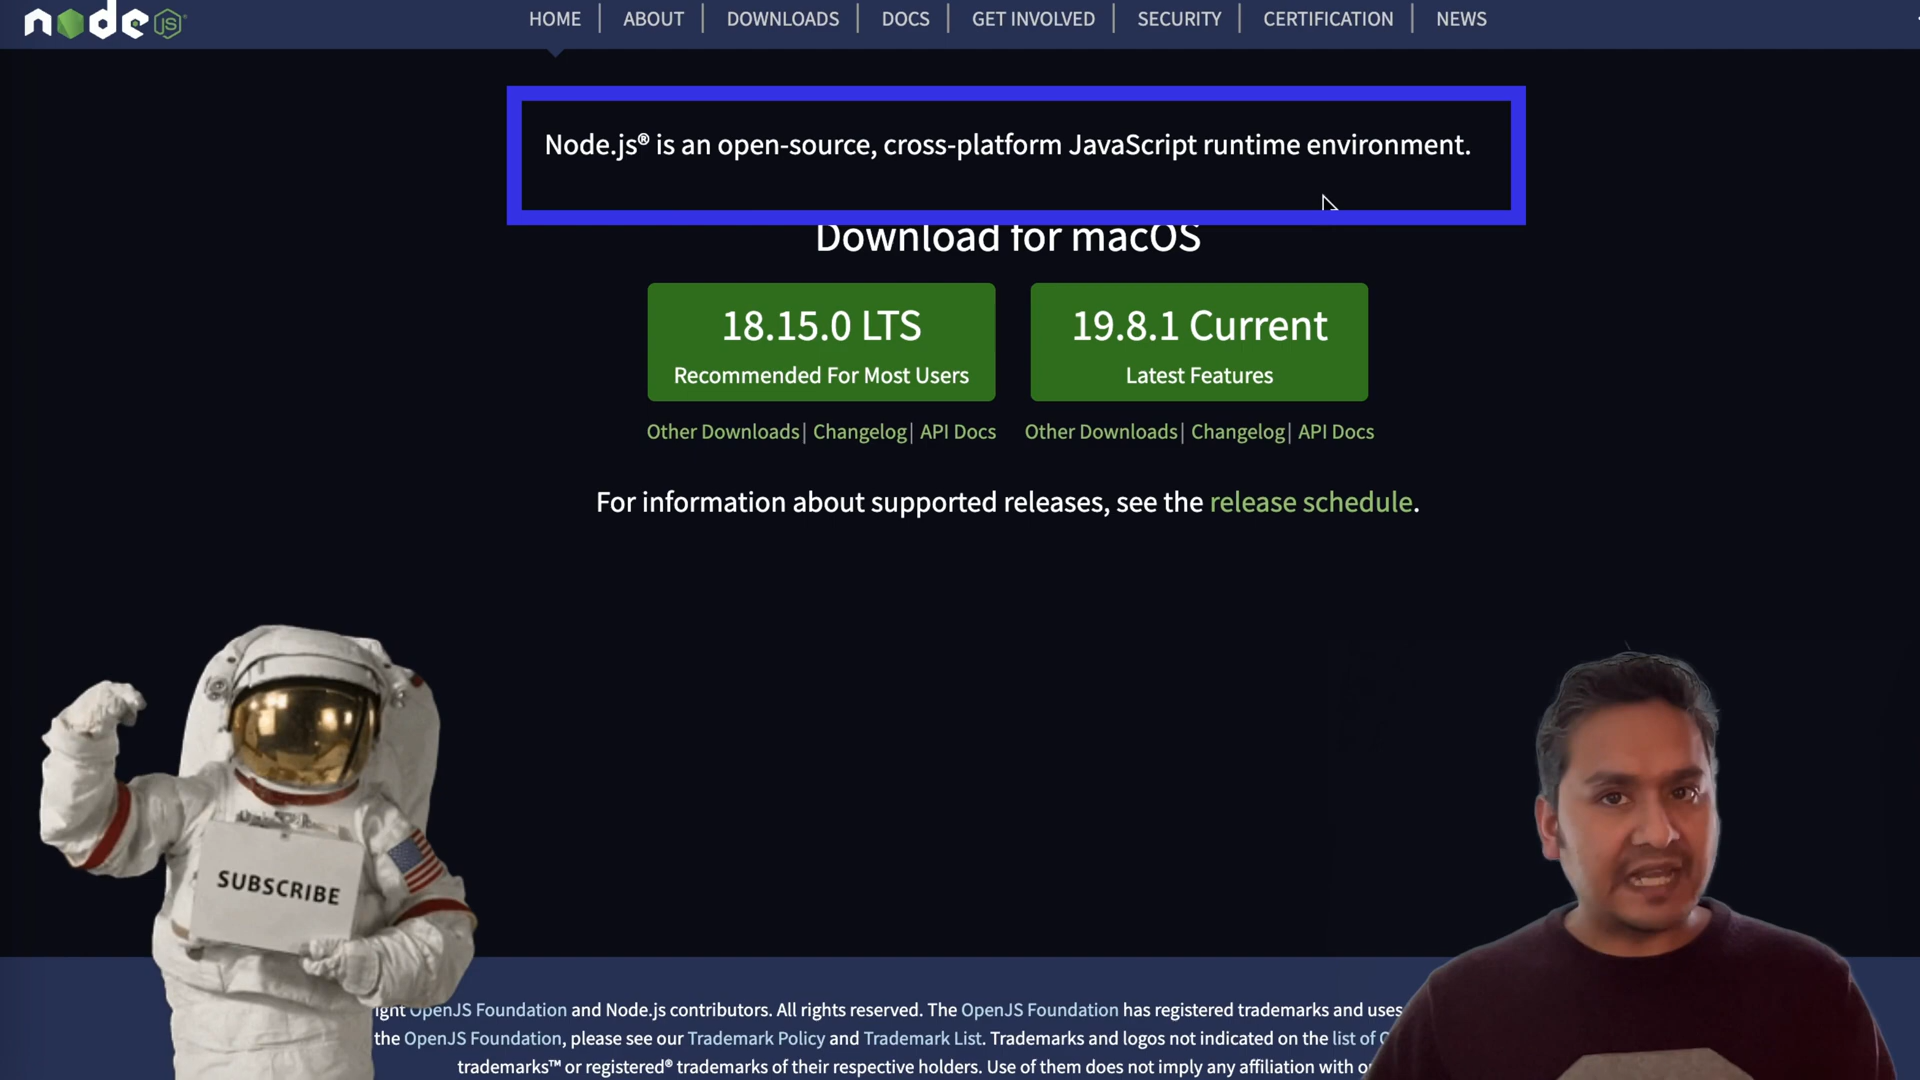 node JS
HOME | ABOUT | DOWNLOADS | DOCS | GET INVOLVED | SECURITY | CERTIFICATION | NEWS
Node.js® is an open-source, cross-platform JavaScript runtime environment.
Download for macOS
18.15.0 LTS
Recommended For Most Users
19.8.1 Current
Latest Features
Other Downloads | Changelog | API Docs
Other Downloads | Changelog | API Docs
For information about supported releases, see the release schedule.
SUBSCRIBE
OpenJS Foundation and Node.js contributors. All rights reserved. The OpenJS Foundation has registered trademarks and uses
the OpenJS Foundation, please see our Trademark Policy and Trademark List. Trademarks and logos not indicated on the list of
trademarks™ or registered® trademarks of their respective holders. Use of them does not imply any affiliation with